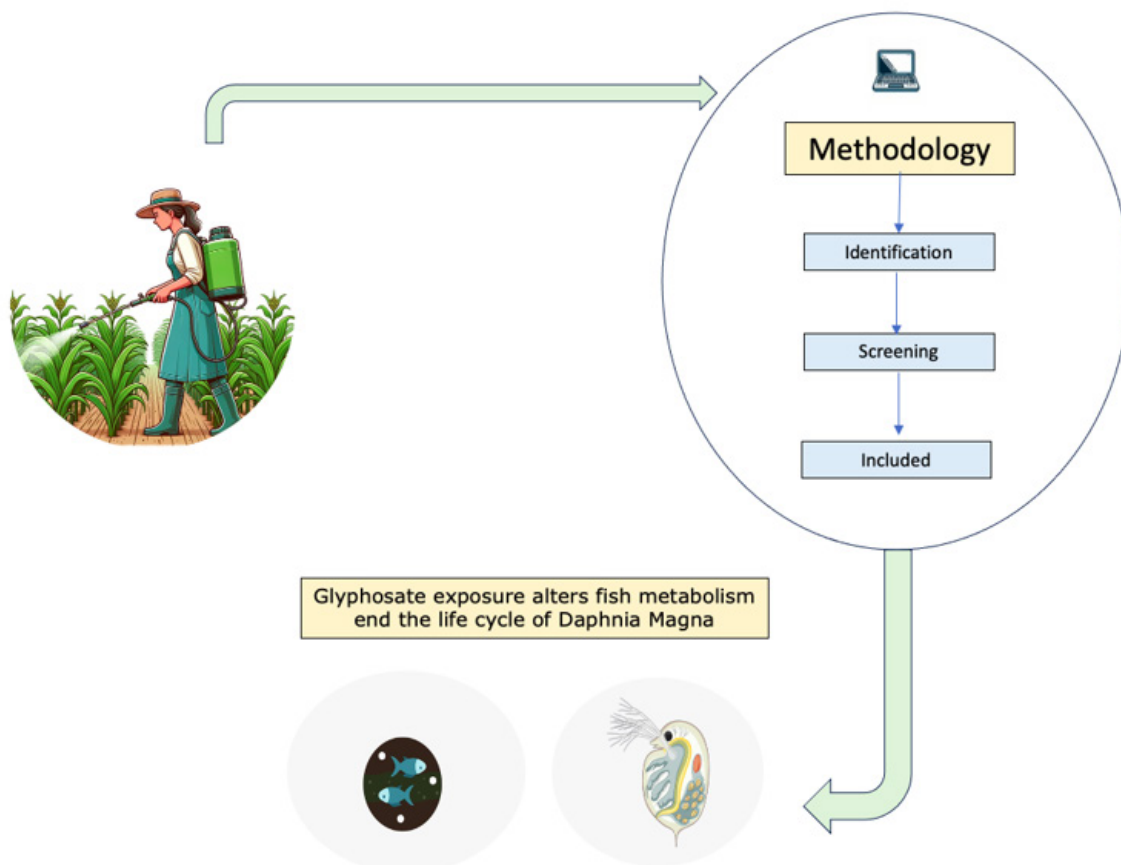 Methodology
Identification
Screening
Included
Glyphosate exposure alters fish metabolism
end the life cycle of Daphnia Magna